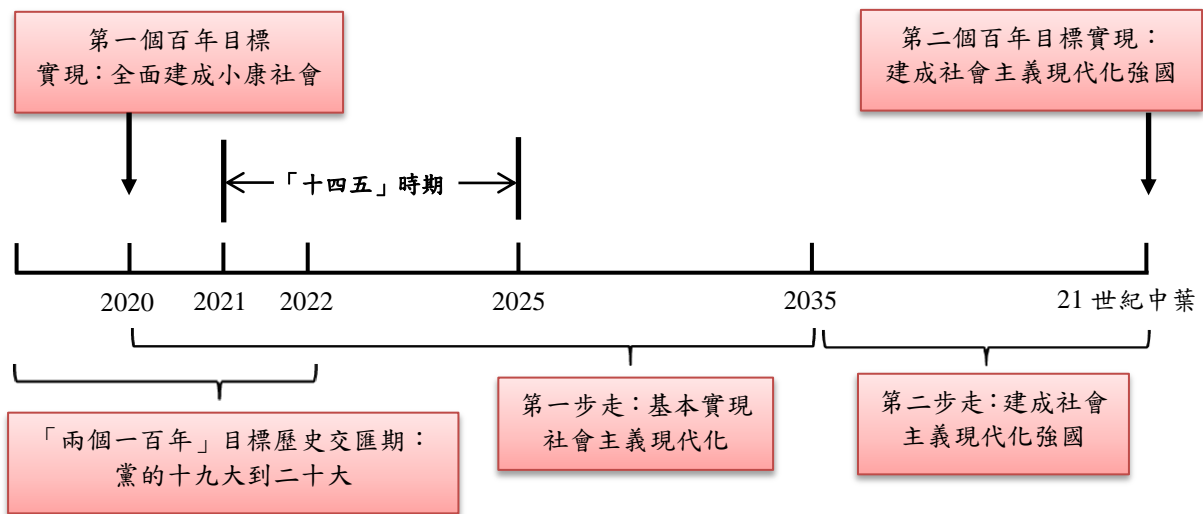 第一個百年目標
實現：全面建成小康社會
第二個百年目標實現：
建成社會主義現代化強國
「十四五」時期
2020
2021
2022
2025
2035
21 世紀中葉
「兩個一百年」目標歷史交匯期：
黨的十九大到二十大
第一步走：基本實現
社會主義現代化
第二步走：建成社會
主義現代化強國